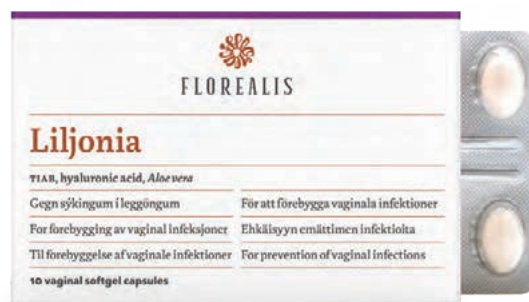 FLOREALIS
Liljonia
TIAB, hyaluronic acid, Aloe vera
Gegn sýkingum í leggöngum
För att förebygga vaginala infektioner
For forebygging av vaginal infeksjoner
Ehkäisyyn emättimen infektioita
Til forebyggelse af vaginale infektioner
For prevention of vaginal infections
10 vaginal softgel capsules